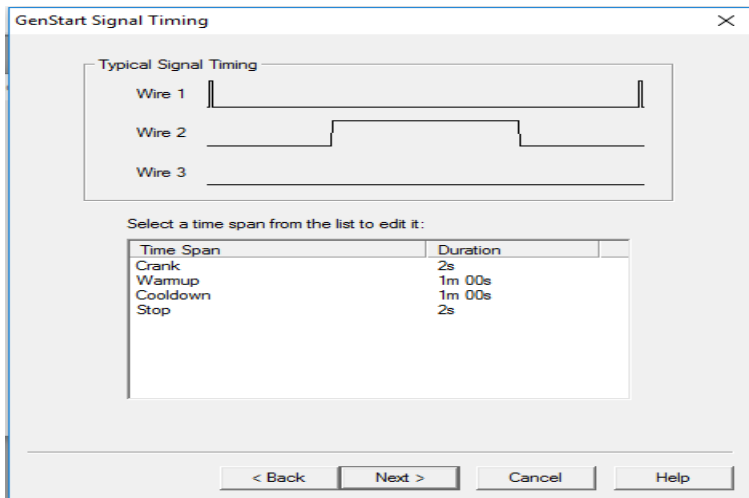 GenStart Signal Timing
Typical Signal Timing
Wire 1
Wire 2
Wire 3
Select a time span from the list to edit it:
Time Span Duration
Crank 2s
Warmup 1m 00s
Cooldown 1m 00s
Stop 2s
< Back Next > Cancel Help